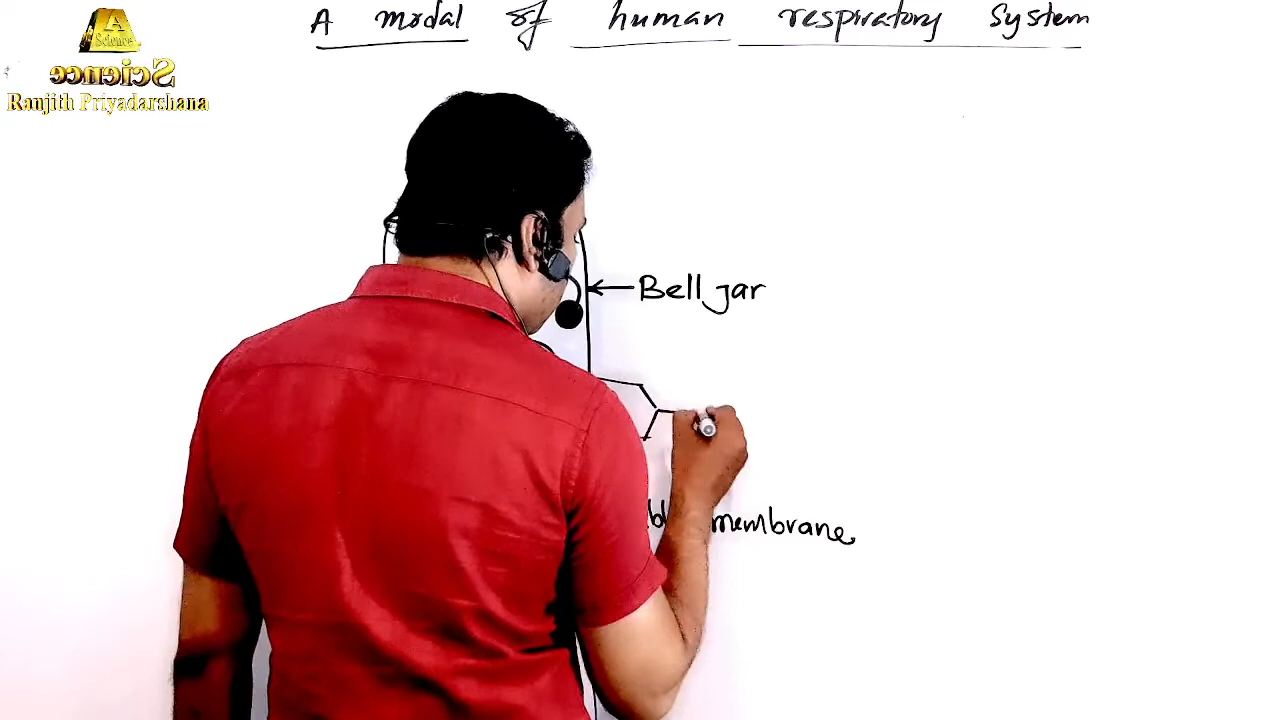 A modal of human respiratory system
A
Science
Science
Ranjith Priyadarshana
Bell jar
membrane